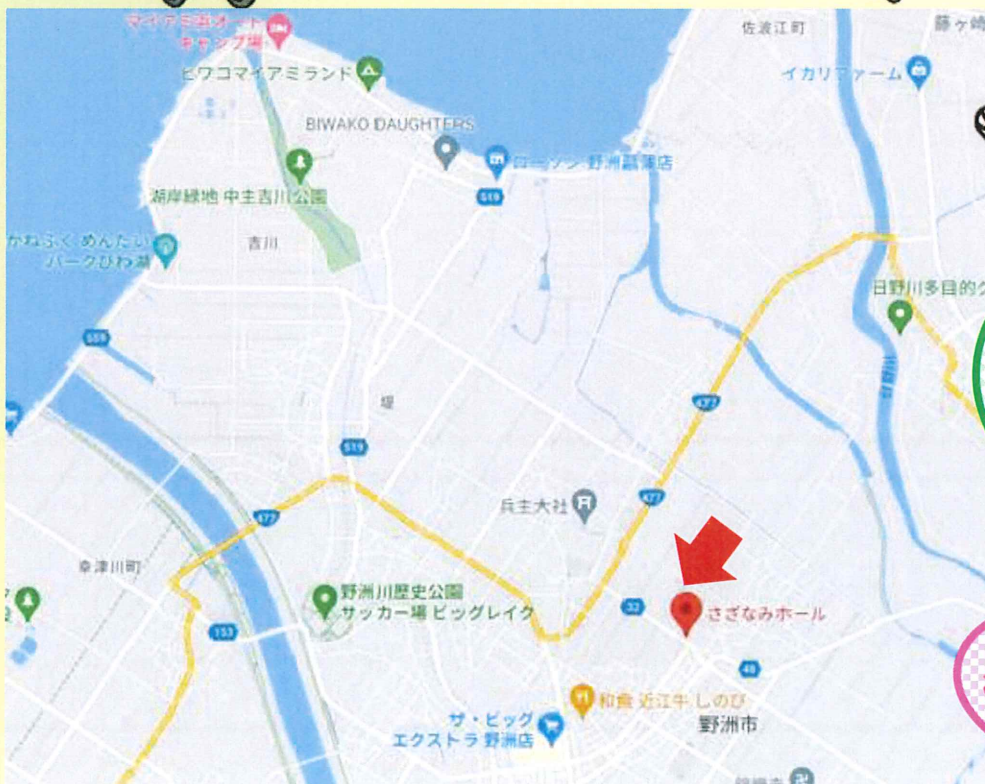 マイアミ浜オート
キャンプ場
佐波江町
藤ヶ崎
ビワコマイアミランド
イカリファーム
BIWAKO DAUGHTERS
ローソン 野洲菖蒲店
519
湖岸緑地 中主吉川公園
吉川
かねふく めんたい
パークびわ湖
日野川多目的グ
559
日野川
堤
477
519
477
兵主大社
477
幸津川町
野洲川歴史公園
サッカー場 ビッグレイク
32
さざなみホール
153
48
和食 近江牛 しのび
ザ・ビッグ
エクストラ 野洲店
野洲市